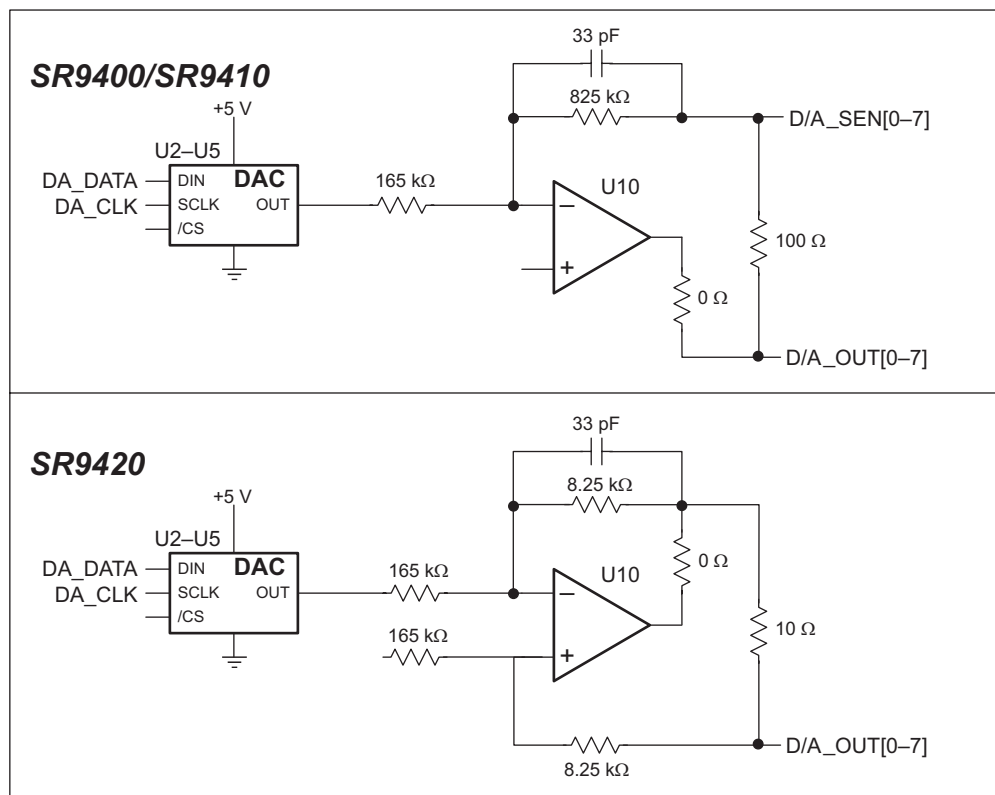 33 pF
SR9400/SR9410
825 kΩ
+5 V
D/A_SEN[0–7]
U2–U5
DA_DATA
DIN
DAC
165 kΩ
U10
DA_CLK
SCLK
OUT
–
/CS
100 Ω
+
0 Ω
D/A_OUT[0–7]
33 pF
SR9420
8.25 kΩ
+5 V
U2–U5
0 Ω
DA_DATA
DIN
DAC
165 kΩ
U10
DA_CLK
SCLK
OUT
–
/CS
10 Ω
165 kΩ
+
D/A_OUT[0–7]
8.25 kΩ